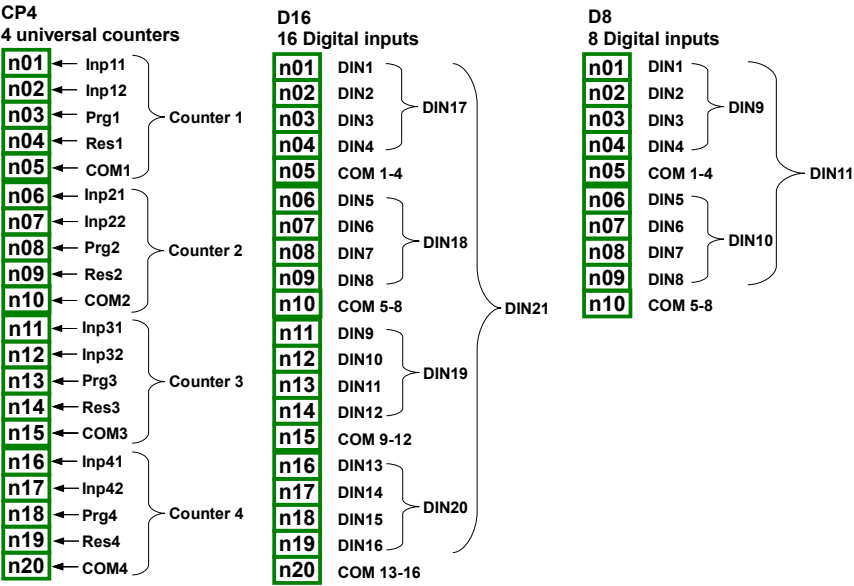 CP4
4 universal counters
n01 Inp11
n02 Inp12
n03 Prg1
n04 Res1
n05 COM1
Counter 1
n06 Inp21
n07 Inp22
n08 Prg2
n09 Res2
n10 COM2
Counter 2
n11 Inp31
n12 Inp32
n13 Prg3
n14 Res3
n15 COM3
Counter 3
n16 Inp41
n17 Inp42
n18 Prg4
n19 Res4
n20 COM4
Counter 4
D16
16 Digital inputs
n01 DIN1
n02 DIN2
n03 DIN3
n04 DIN4
DIN17
n05 COM 1-4
n06 DIN5
n07 DIN6
n08 DIN7
n09 DIN8
DIN18
n10 COM 5-8
n11 DIN9
n12 DIN10
n13 DIN11
n14 DIN12
DIN19
n15 COM 9-12
n16 DIN13
n17 DIN14
n18 DIN15
n19 DIN16
DIN20
n20 COM 13-16
DIN21
D8
8 Digital inputs
n01 DIN1
n02 DIN2
n03 DIN3
n04 DIN4
DIN9
n05 COM 1-4
n06 DIN5
n07 DIN6
n08 DIN7
n09 DIN8
DIN10
n10 COM 5-8
DIN11